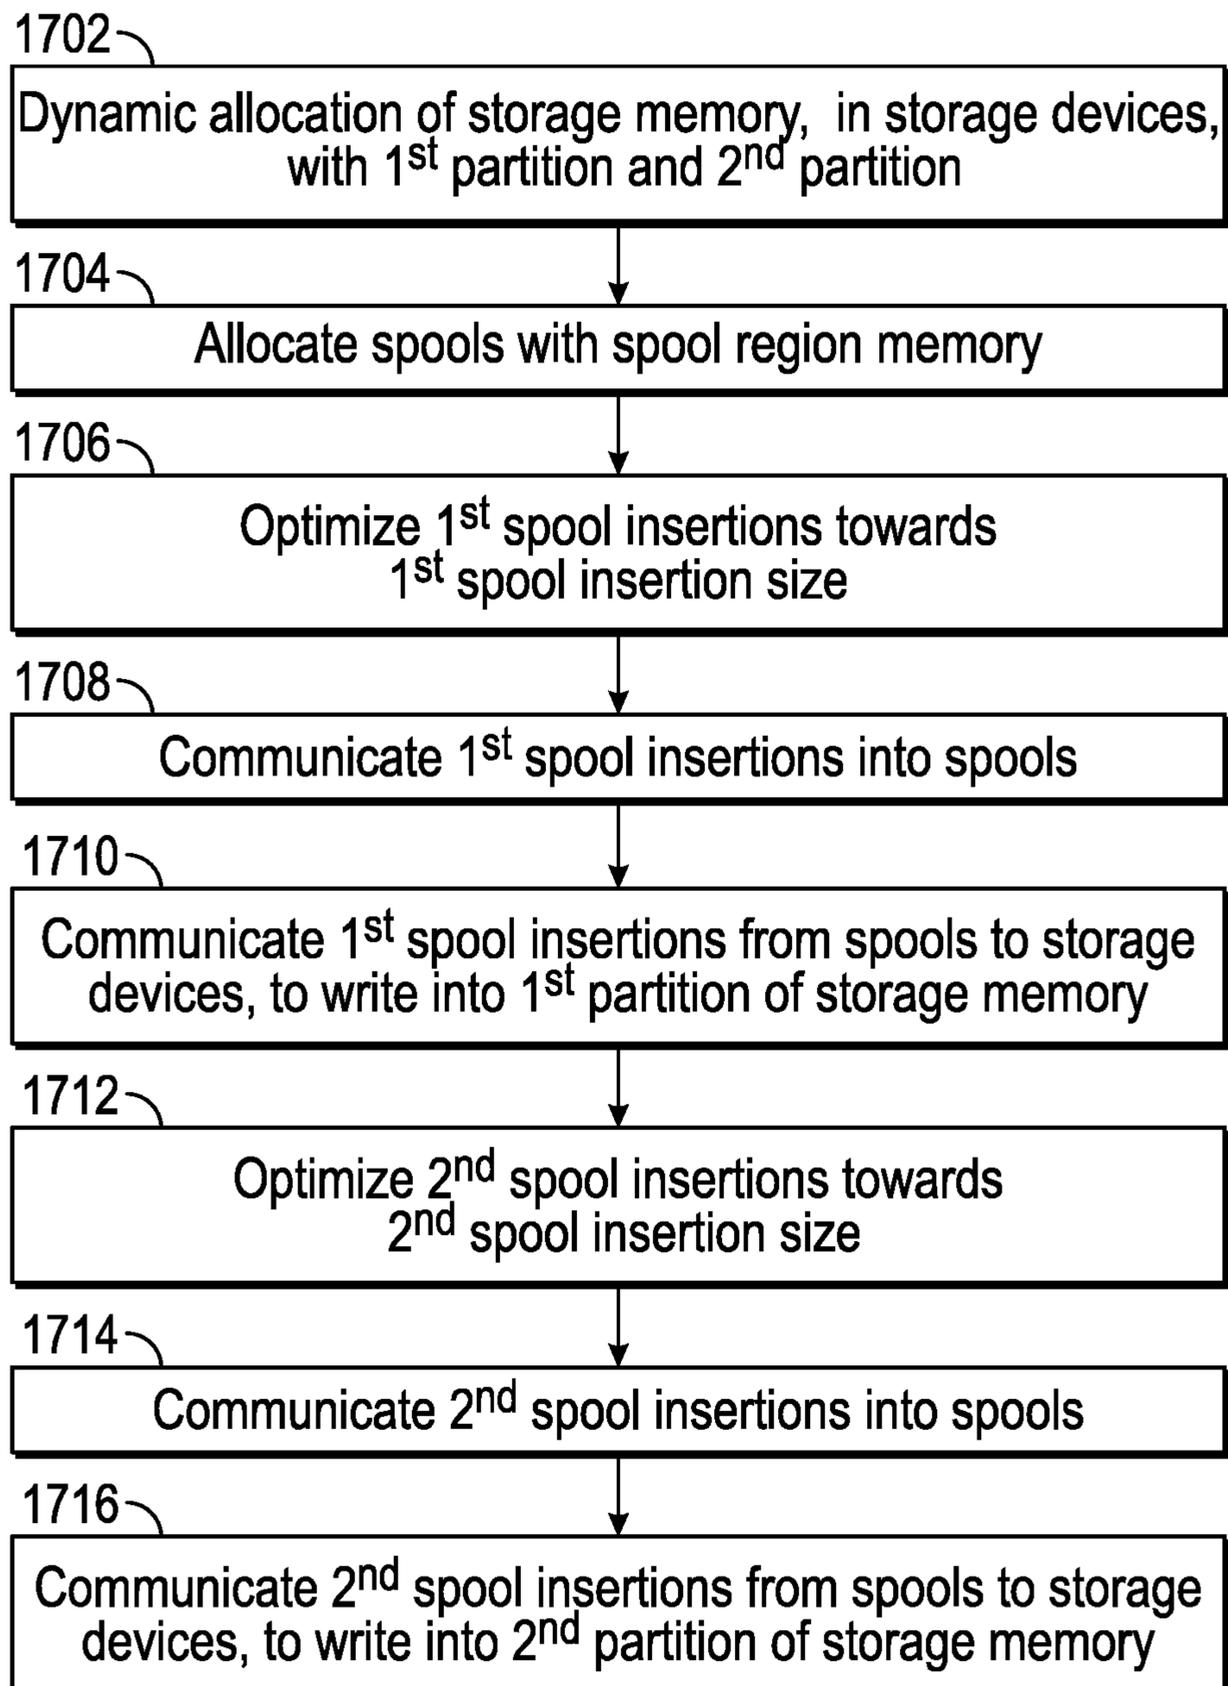 1702
Dynamic allocation of storage memory, in storage devices,
with 1st partition and 2nd partition
1704
Allocate spools with spool region memory
1706
Optimize 1st spool insertions towards
1st spool insertion size
1708
Communicate 1st spool insertions into spools
1710
Communicate 1st spool insertions from spools to storage
devices, to write into 1st partition of storage memory
1712
Optimize 2nd spool insertions towards
2nd spool insertion size
1714
Communicate 2nd spool insertions into spools
1716
Communicate 2nd spool insertions from spools to storage
devices, to write into 2nd partition of storage memory